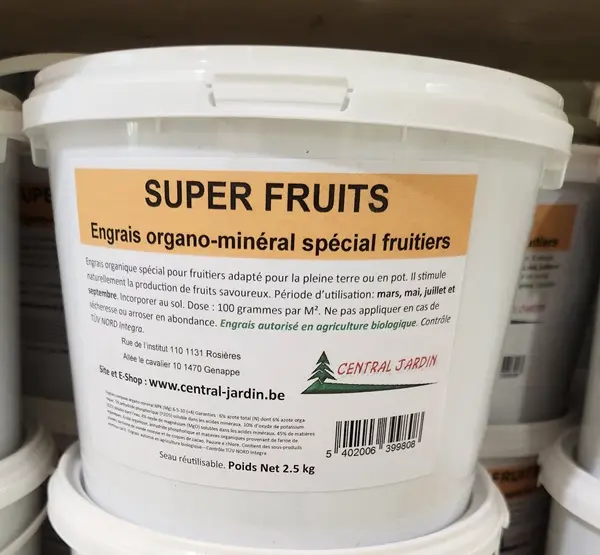 SUPER FRUITS
Engrais organo-minéral spécial fruitiers
Engrais organique spécial pour fruitiers adapté pour la pleine terre ou en pot. Il stimule
naturellement la production de fruits savoureux. Période d'utilisation: mars, mai, juillet et
septembre. Incorporer au sol. Dose : 100 grammes par M². Ne pas appliquer en cas de
sécheresse ou arroser en abondance. Engrais autorisé en agriculture biologique. Contrôle
TÜV NORD Integra.
Rue de l'institut 110 1131 Rosières
Allée le cavalier 10 1470 Genappe
CENTRAL JARDIN
Site et E-Shop : www.central-jardin.be
5 402006 399808
Seau réutilisable. Poids Net 2.5 kg